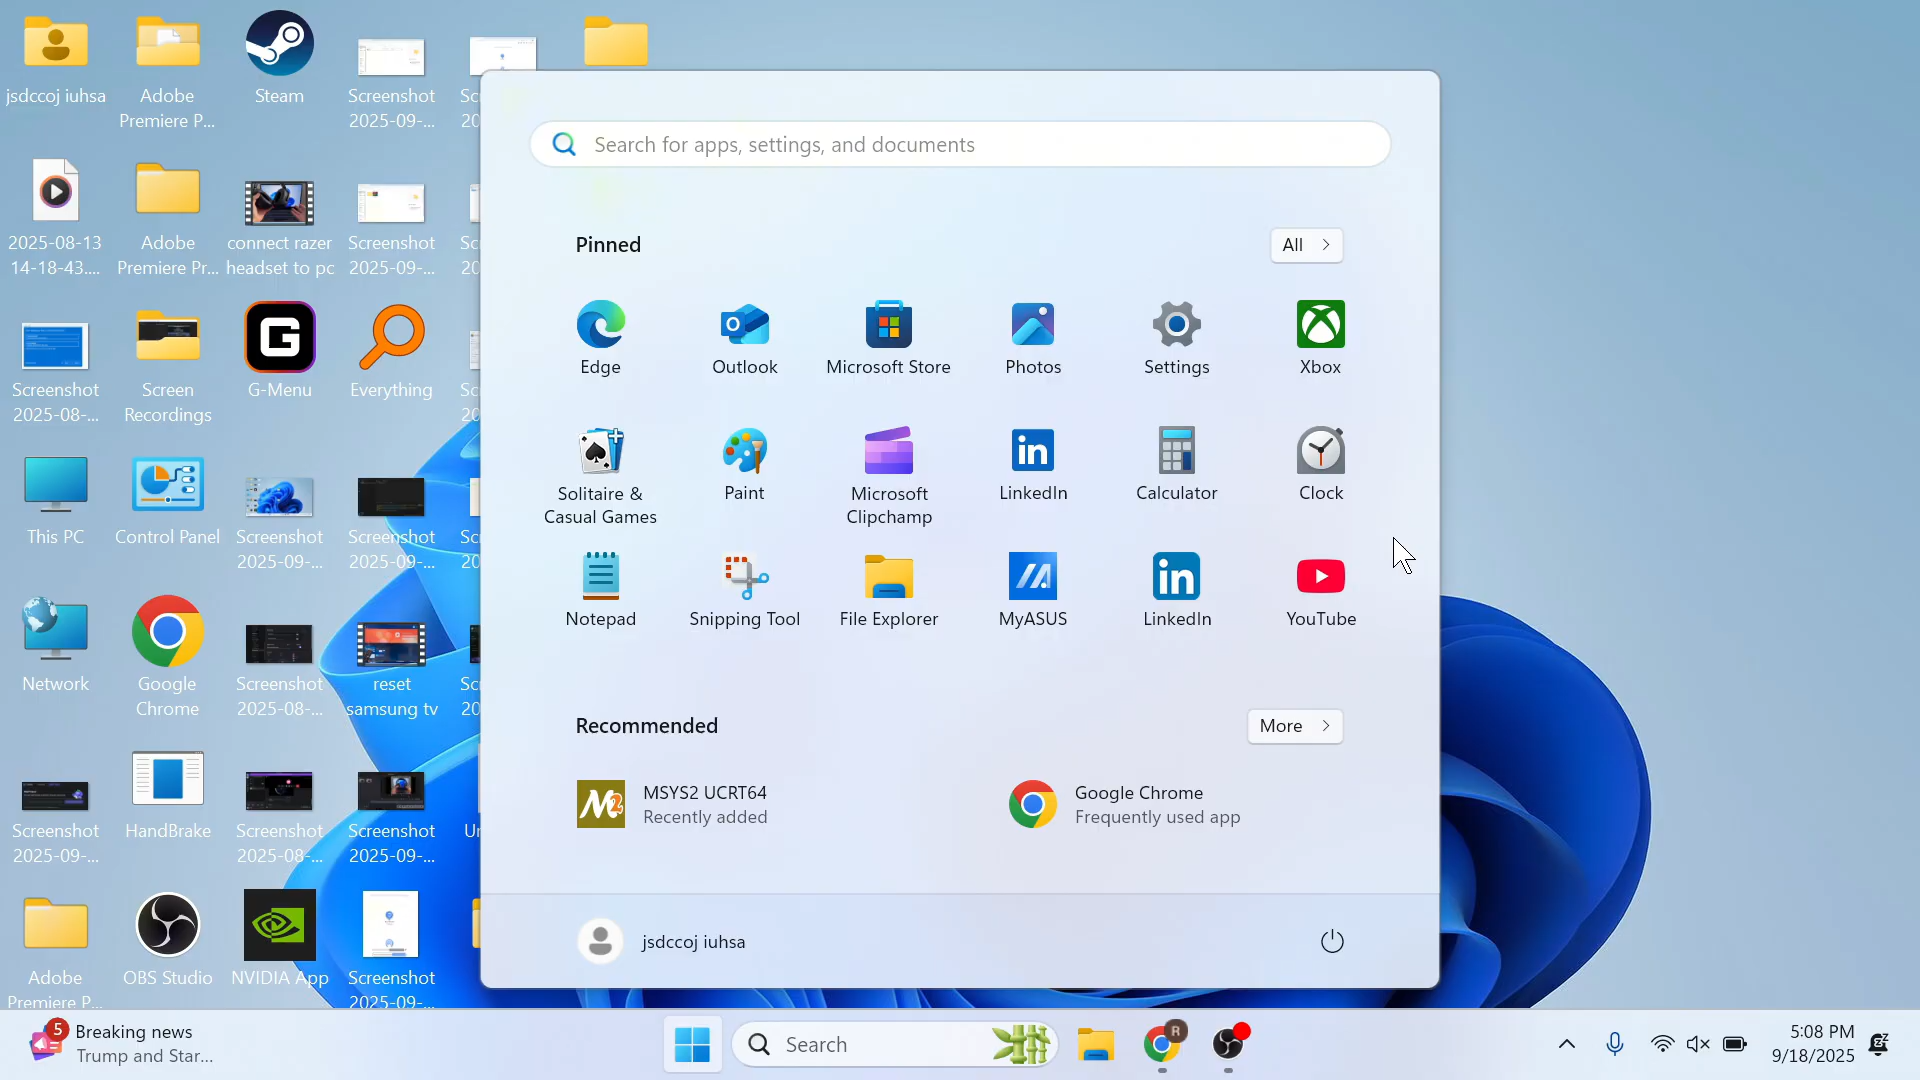 jsdccoj iuhsa
Adobe
Premiere P...
Steam
Screenshot
2025-09-...
2025-08-13
14-18-43....
Adobe
Premiere Pr...
connect razer
headset to pc
Screenshot
2025-09-...
Screenshot
2025-08-...
Screen
Recordings
G-Menu
Everything
This PC
Control Panel
Screenshot
2025-09-...
Screenshot
2025-09-...
Network
Google
Chrome
Screenshot
2025-08-...
reset
samsung tv
Screenshot
2025-09-...
HandBrake
Screenshot
2025-08-...
Screenshot
2025-09-...
Adobe
Premiere P...
OBS Studio
NVIDIA App
Screenshot
2025-09-...
Search for apps, settings, and documents
Pinned
All
Edge
Outlook
Microsoft Store
Photos
Settings
Xbox
Solitaire &
Casual Games
Paint
Microsoft
Clipchamp
LinkedIn
Calculator
Clock
Notepad
Snipping Tool
File Explorer
MyASUS
LinkedIn
YouTube
Recommended
More
MSYS2 UCRT64
Recently added
Google Chrome
Frequently used app
jsdccoj iuhsa
5
Breaking news
Trump and Star...
Search
R
5:08 PM
9/18/2025